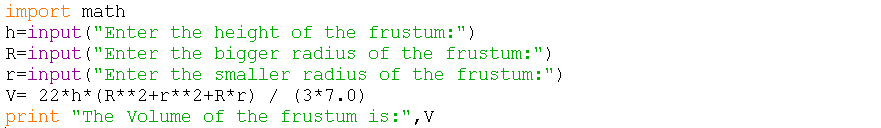 import math
h=input("Enter the height of the frustum:")
R=input("Enter the bigger radius of the frustum:")
r=input("Enter the smaller radius of the frustum:")
V= 22*h*(R**2+r**2+R*r) / (3*7.0)
print "The Volume of the frustum is:",V